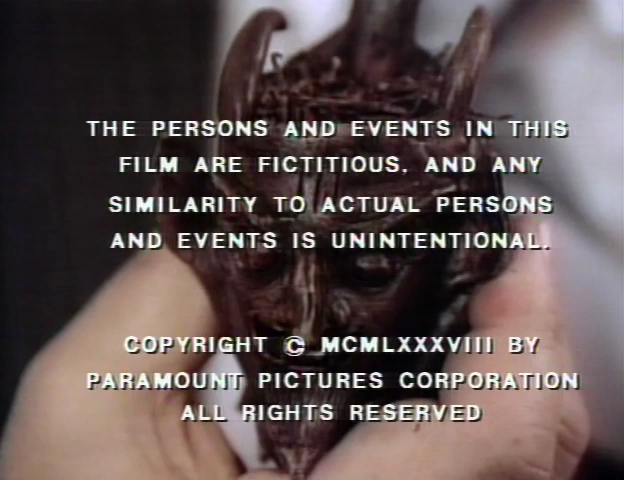 THE PERSONS AND EVENTS IN THIS
FILM ARE FICTITIOUS, AND ANY
SIMILARITY TO ACTUAL PERSONS
AND EVENTS IS UNINTENTIONAL.
COPYRIGHT © MCMLXXXVIII BY
PARAMOUNT PICTURES CORPORATION
ALL RIGHTS RESERVED